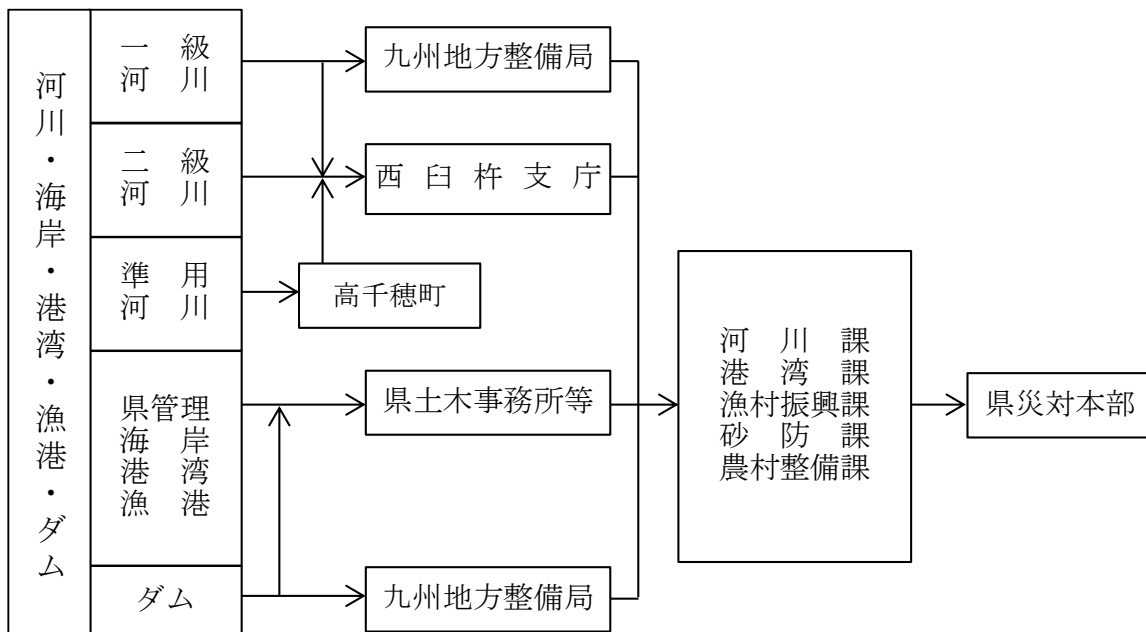 河川・海岸・港湾・漁港・ダム
一級
河川
二級
河川
準用
河川
県管理
海岸
港湾
漁港
ダム
九州地方整備局
西臼杵支庁
高千穂町
県土木事務所等
九州地方整備局
河川課
港湾課
漁村振興課
砂防課
農村整備課
県災対本部